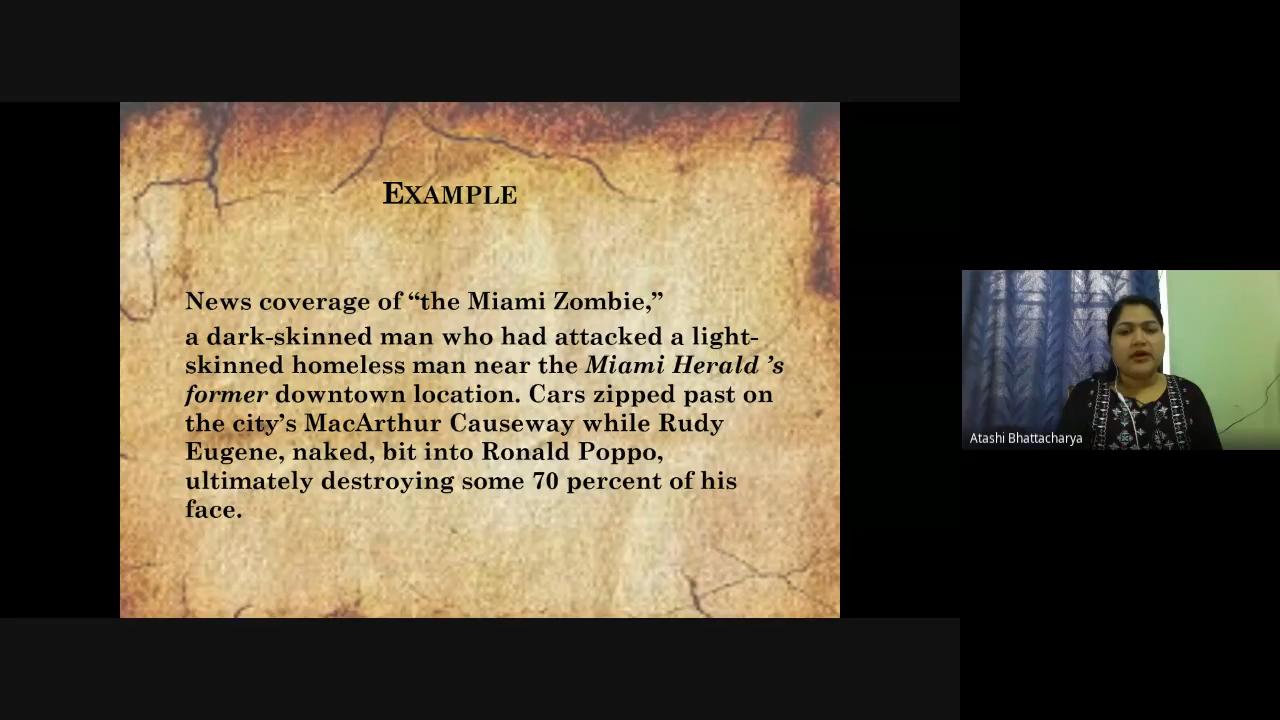 EXAMPLE
News coverage of “the Miami Zombie,”
a dark-skinned man who had attacked a light-
skinned homeless man near the Miami Herald ’s
former downtown location. Cars zipped past on
the city’s MacArthur Causeway while Rudy
Eugene, naked, bit into Ronald Poppo,
ultimately destroying some 70 percent of his
face.
Atashi Bhattacharya